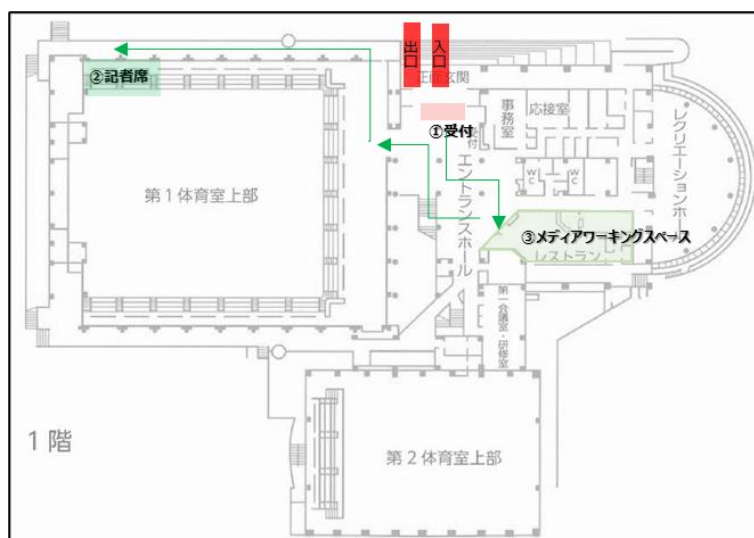 出口
入口
正面玄関
②記者席
①受付
受付
事務室
応接室
レクリエーションホール
WC
WC
第1体育室上部
エントランスホール
③メディアワーキングスペース
レストラン
第一会議室・研修室
1階
第2体育室上部